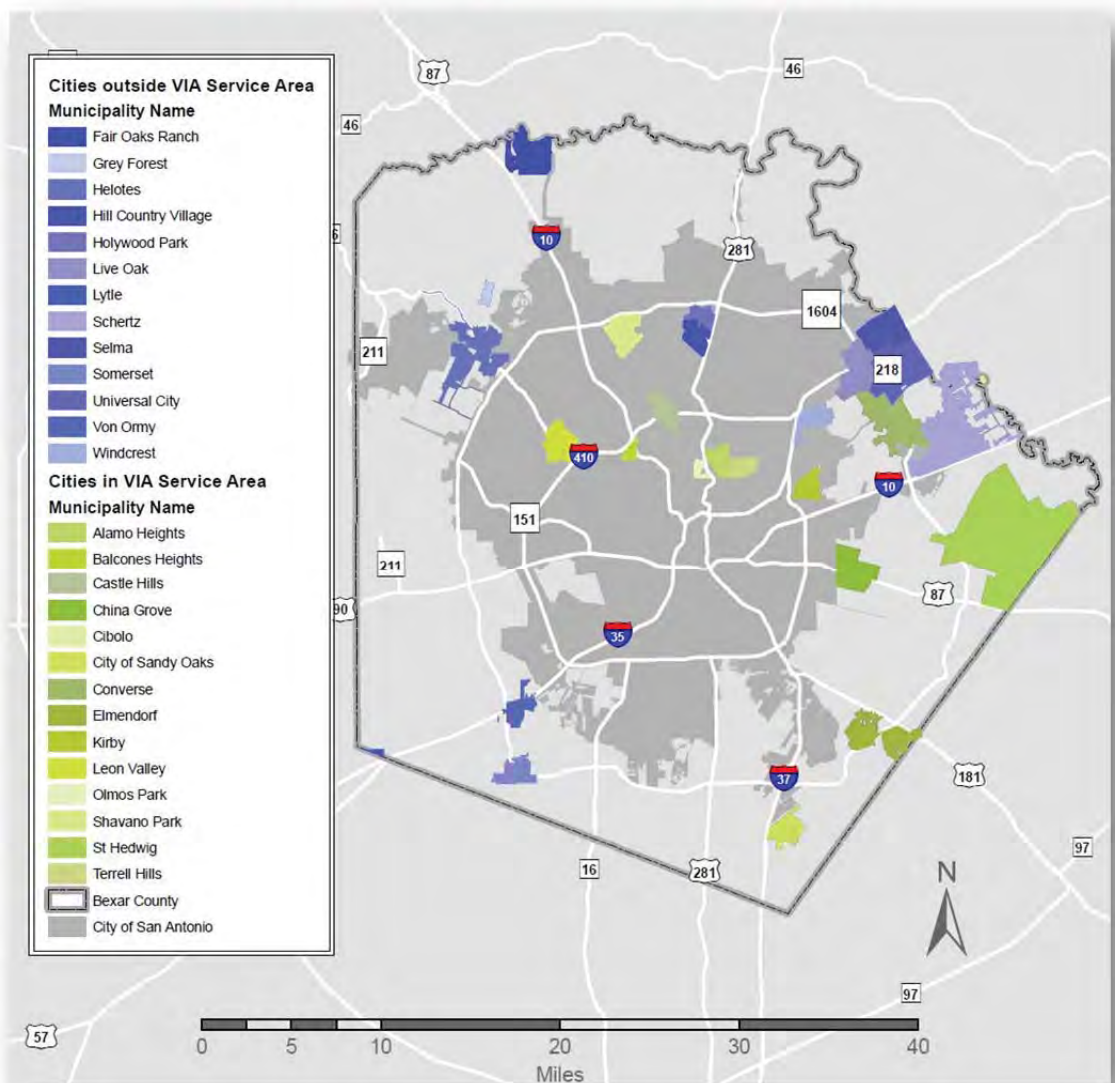 Cities outside VIA Service Area
Municipality Name
Fair Oaks Ranch
Grey Forest
Helotes
Hill Country Village
Holywood Park
Live Oak
Lytle
Schertz
Selma
Somerset
Universal City
Von Ormy
Windcrest
Cities in VIA Service Area
Municipality Name
Alamo Heights
Balcones Heights
Castle Hills
China Grove
Cibolo
City of Sandy Oaks
Converse
Elmendorf
Kirby
Leon Valley
Olmos Park
Shavano Park
St Hedwig
Terrell Hills
Bexar County
City of San Antonio
87
46
46
10
281
1604
211
218
410
10
151
211
87
90
35
37
181
16
281
97
N
97
57
0
5
10
20
30
40
Miles